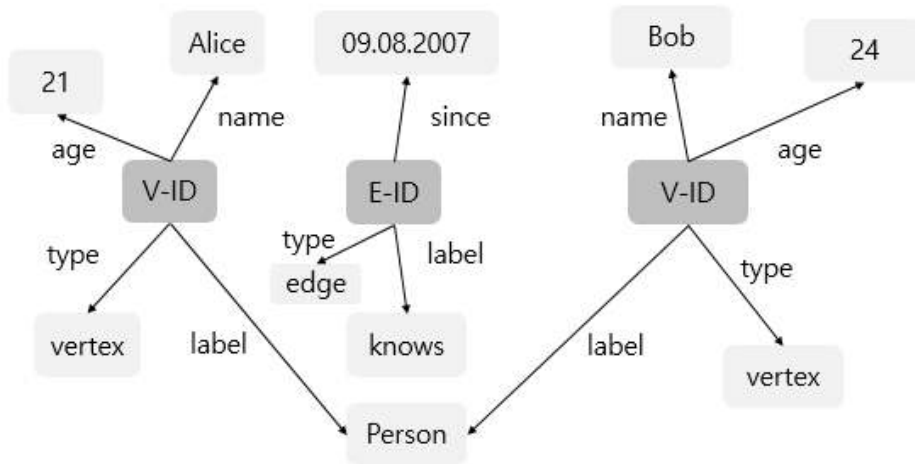 Alice
09.08.2007
Bob
24
21
name
since
name
age
age
V-ID
E-ID
V-ID
type
type
label
type
edge
vertex
label
knows
label
vertex
Person